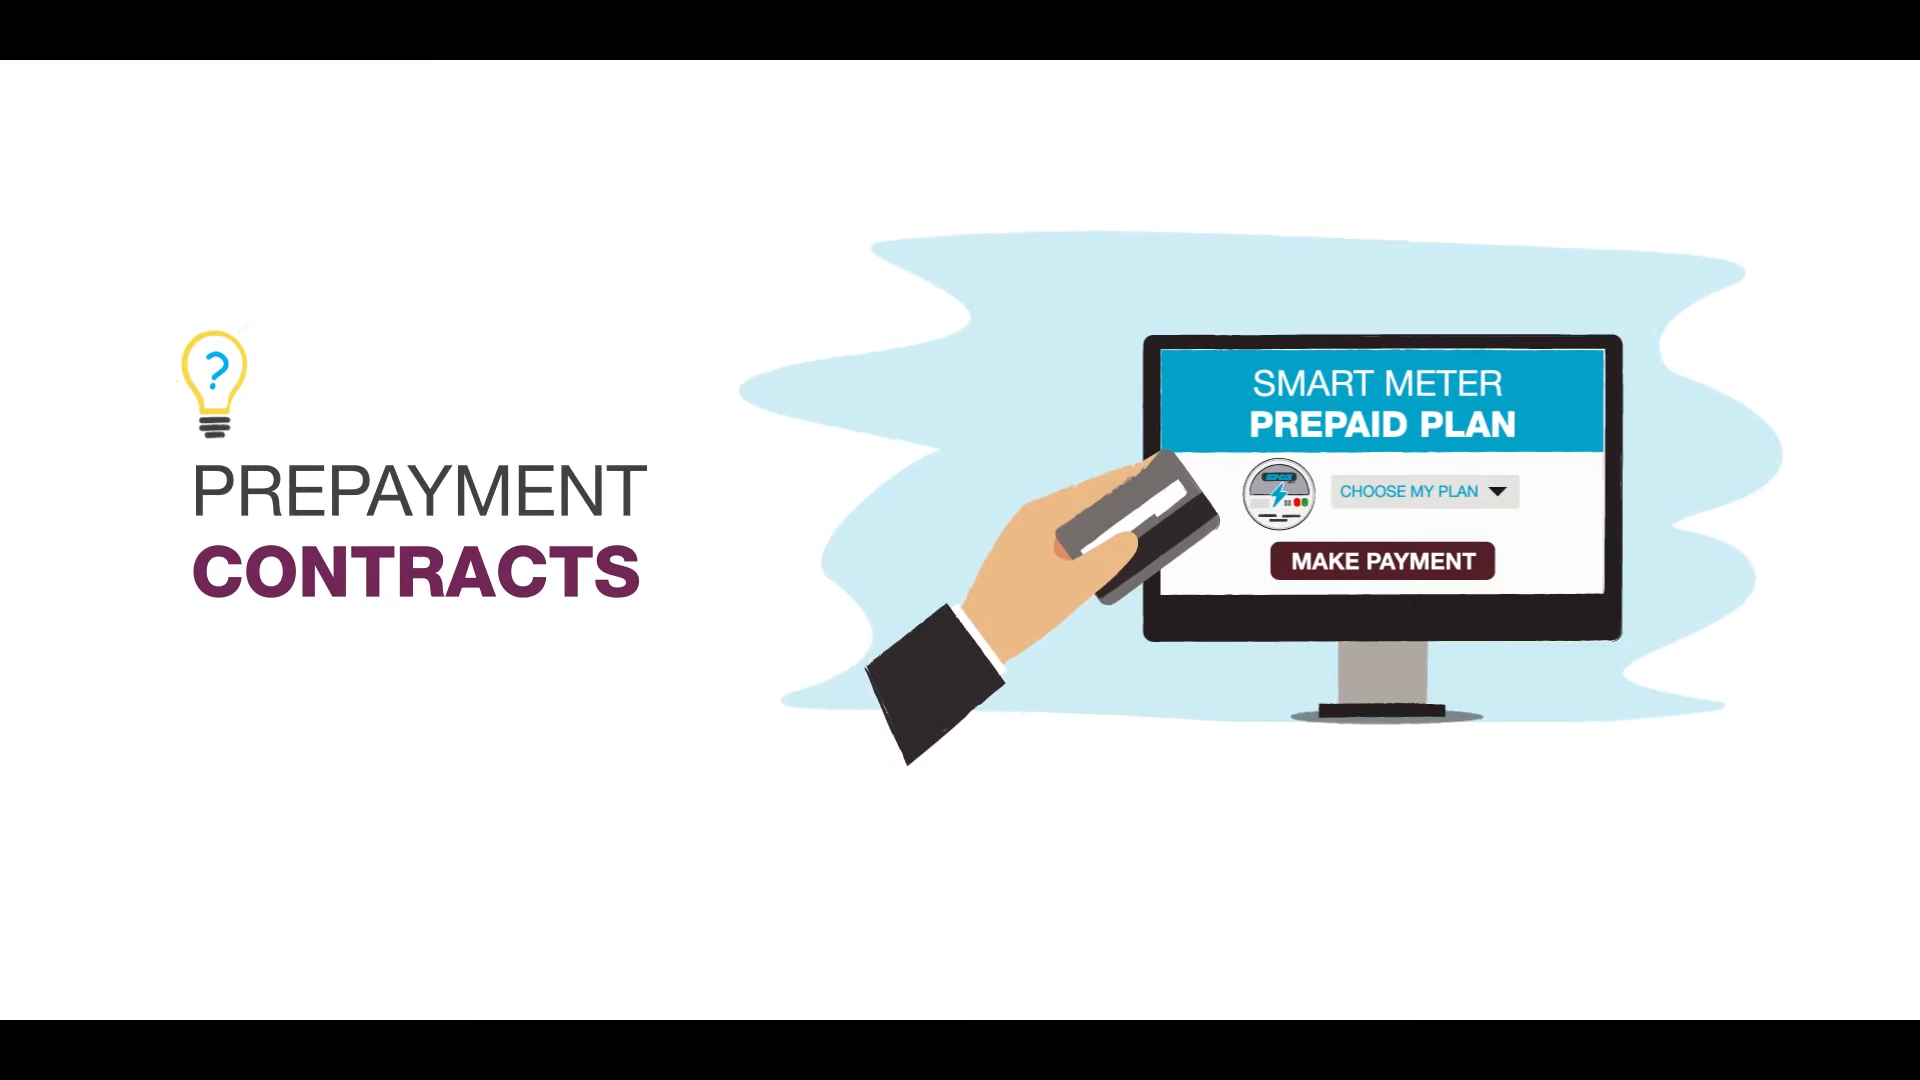 ?
PREPAYMENT
CONTRACTS
SMART METER
PREPAID PLAN
CHOOSE MY PLAN
MAKE PAYMENT